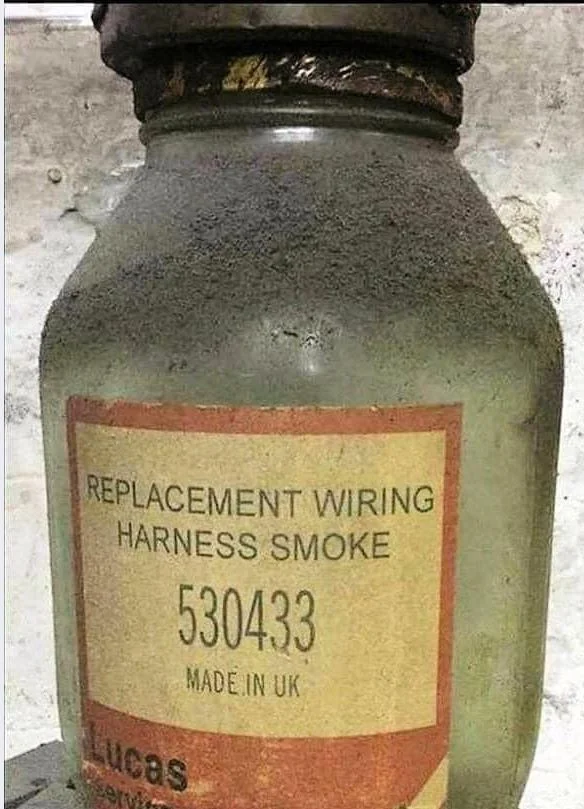 REPLACEMENT WIRING
HARNESS SMOKE
530433
MADE IN UK
Lucas